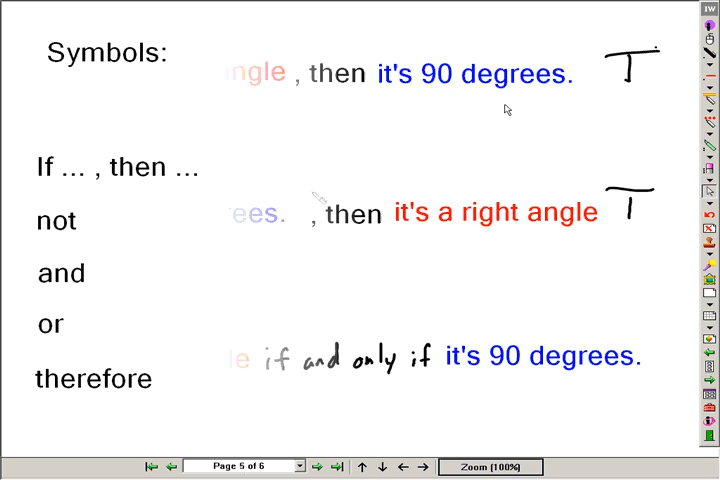 Symbols:
ngle , then it's 90 degrees. T
If ... , then ...
ees. , then it's a right angle T
not
and
or
le if and only if it's 90 degrees.
therefore
Page 5 of 6
Zoom [100%]
IW